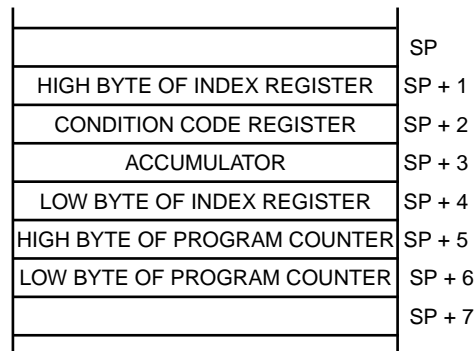 SP
HIGH BYTE OF INDEX REGISTER SP + 1
CONDITION CODE REGISTER SP + 2
ACCUMULATOR SP + 3
LOW BYTE OF INDEX REGISTER SP + 4
HIGH BYTE OF PROGRAM COUNTER SP + 5
LOW BYTE OF PROGRAM COUNTER SP + 6
SP + 7